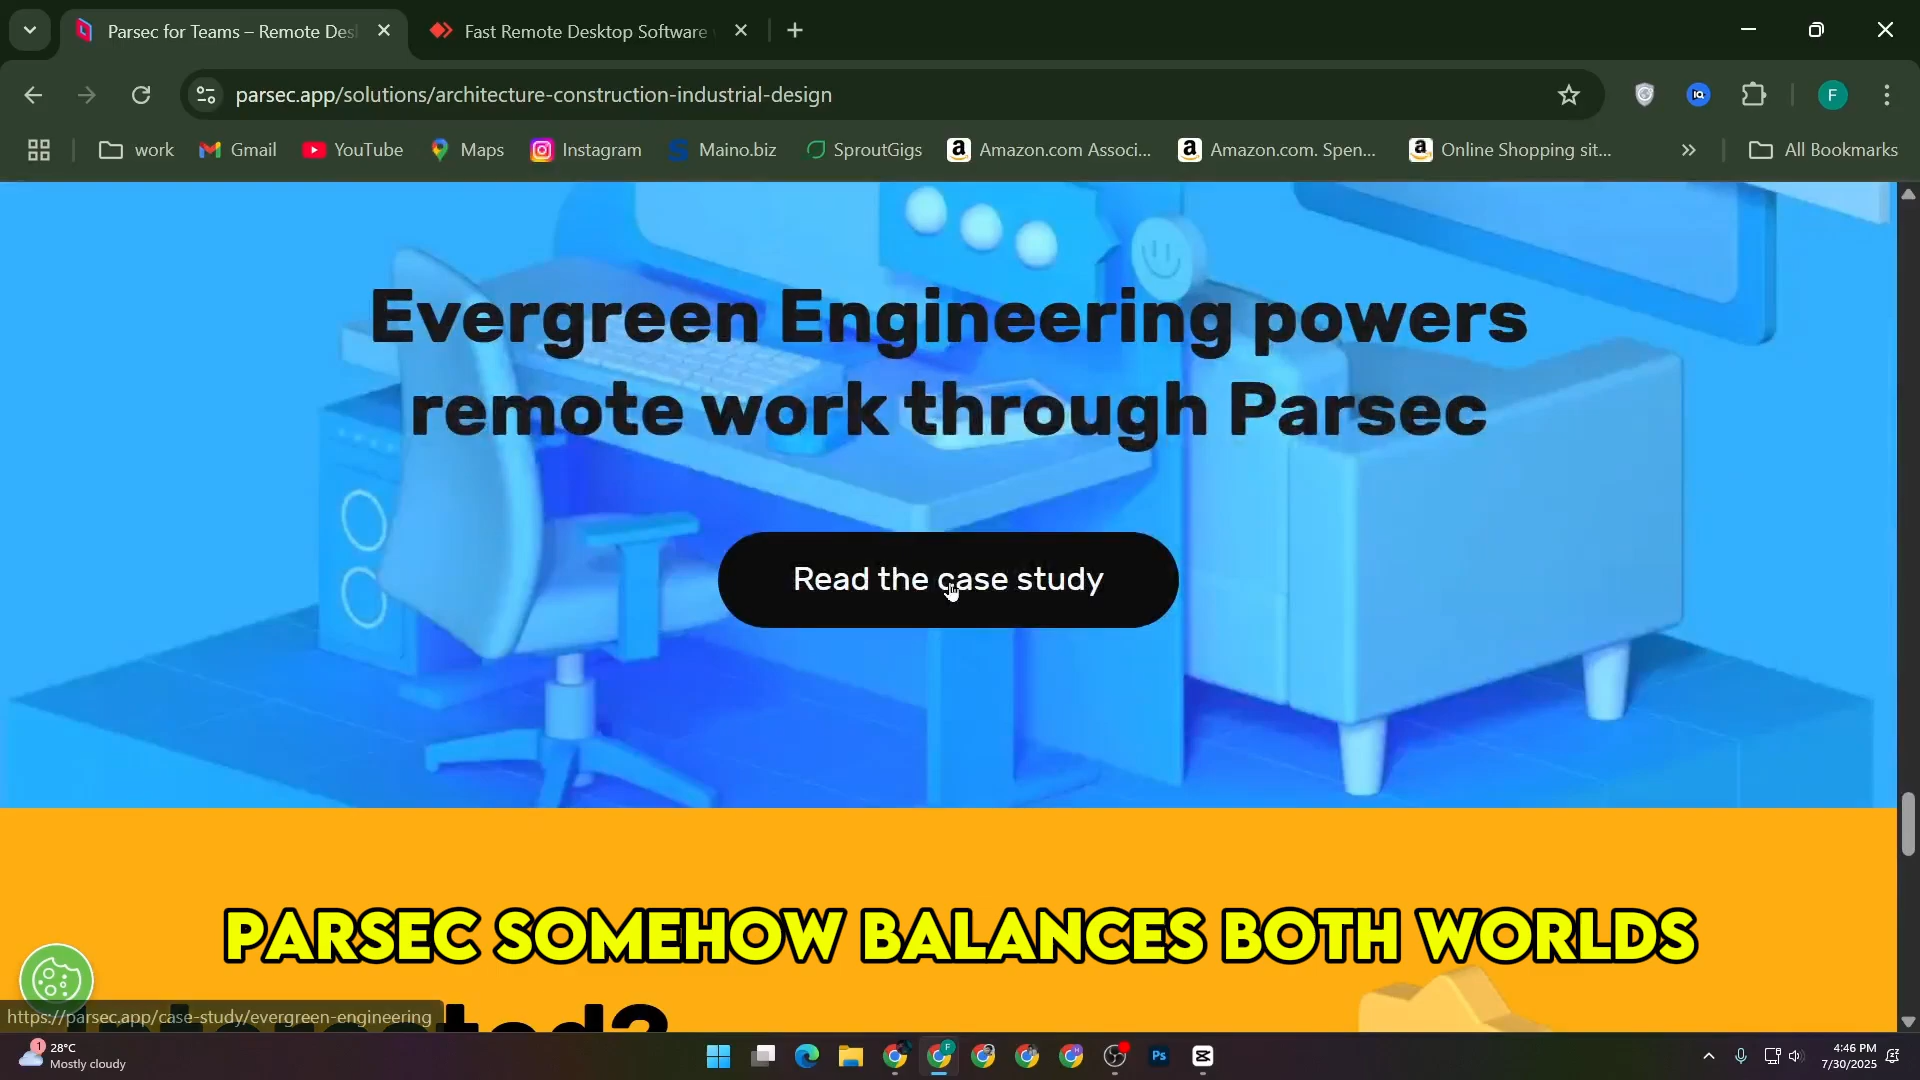 Parsec for Teams – Remote Des
Fast Remote Desktop Software
parsec.app/solutions/architecture-construction-industrial-design
F
work
Gmail
YouTube
Maps
Instagram
Maino.biz
SproutGigs
Amazon.com Associ...
Amazon.com. Spen...
Online Shopping sit...
All Bookmarks
Evergreen Engineering powers
remote work through Parsec
Read the case study
PARSEC SOMEHOW BALANCES BOTH WORLDS
https://parsec.app/case-study/evergreen-engineering
1
28°C
Mostly cloudy
Ps
4:46 PM
7/30/2025